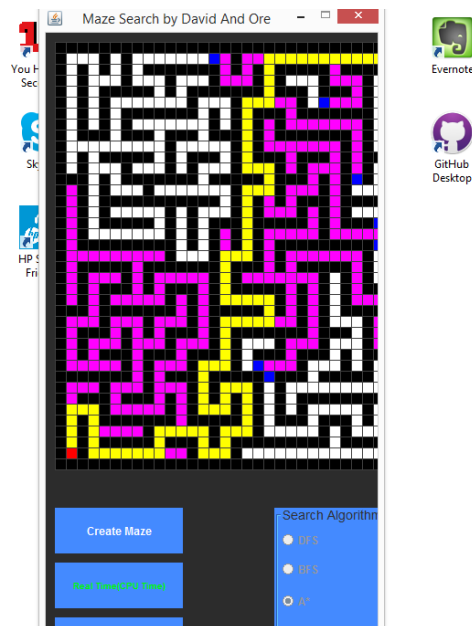 Maze Search by David And Ore
You H
Sec
Evernote
Sky
GitHub
Desktop
HP S
Fri
Create Maze
Real Time(CPU Time)
Search Algorithm
DFS
BFS
A*